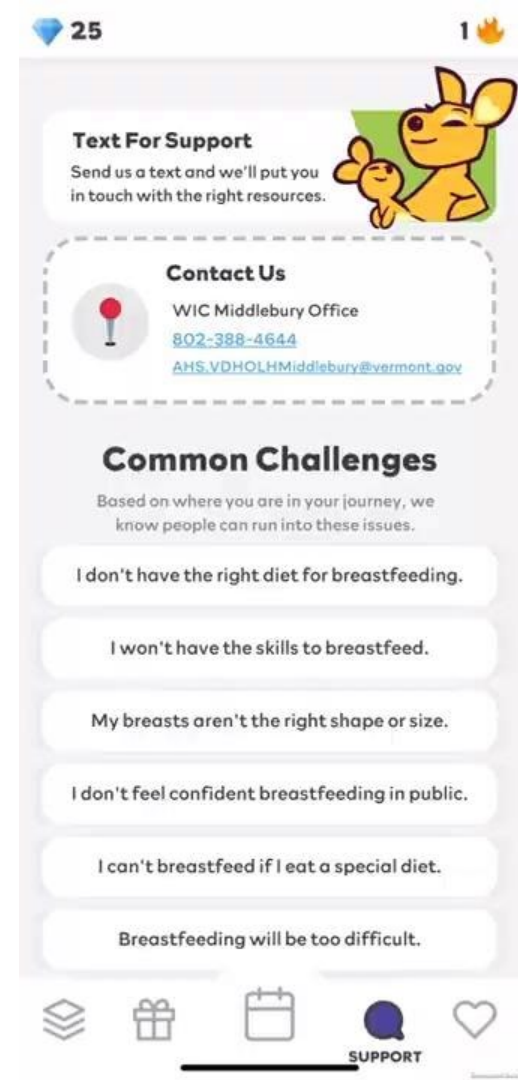 25
1
Text For Support
Send us a text and we'll put you
in touch with the right resources.
Contact Us
WIC Middlebury Office
802-388-4644
AHS.VDHOLHMiddlebury@vermont.gov
Common Challenges
Based on where you are in your journey, we
know people can run into these issues.
I don't have the right diet for breastfeeding.
I won't have the skills to breastfeed.
My breasts aren't the right shape or size.
I don't feel confident breastfeeding in public.
I can't breastfeed if I eat a special diet.
Breastfeeding will be too difficult.
SUPPORT